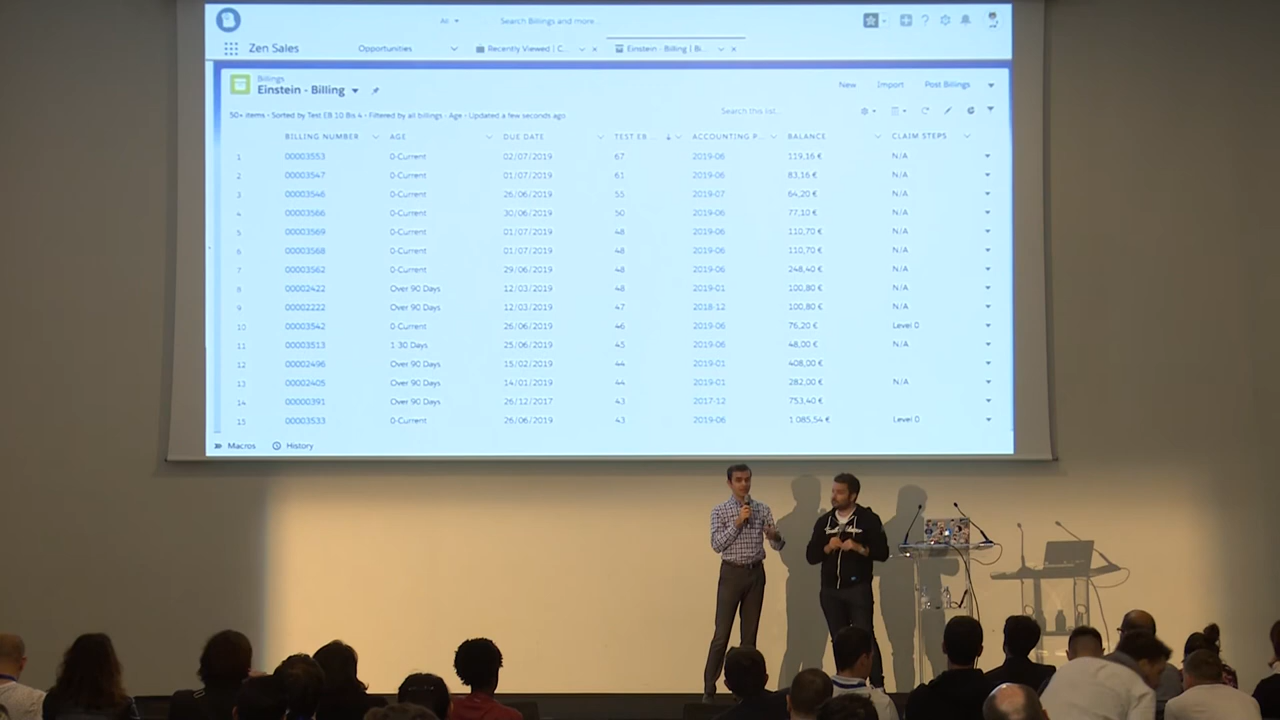 All Search Billings and more...
Zen Sales Opportunities Recently Viewed | C... Einstein - Billing | Bi...
Billings
Einstein - Billing New Import Post Billings
50+ items • Sorted by Test EB 10 Bis 4 • Filtered by all billings - Age • Updated a few seconds ago Search this list...
BILLING NUMBER AGE DUE DATE TEST EB ... ACCOUNTING P... BALANCE CLAIM STEPS
1 00003553 0-Current 02/07/2019 67 2019-06 119,16 € N/A
2 00003547 0-Current 01/07/2019 61 2019-06 83,16 € N/A
3 00003546 0-Current 26/06/2019 55 2019-07 64,20 € N/A
4 00003566 0-Current 30/06/2019 50 2019-06 77,10 € N/A
5 00003569 0-Current 01/07/2019 48 2019-06 110,70 € N/A
6 00003568 0-Current 01/07/2019 48 2019-06 110,70 € N/A
7 00003562 0-Current 29/06/2019 48 2019-06 248,40 € N/A
8 00002422 Over 90 Days 12/03/2019 48 2019-01 100,80 € N/A
9 00002222 Over 90 Days 12/03/2019 47 2018-12 100,80 € N/A
10 00003542 0-Current 26/06/2019 46 2019-06 76,20 € Level 0
11 00003513 1-30 Days 25/06/2019 45 2019-06 48,00 € N/A
12 00002496 Over 90 Days 15/02/2019 44 2019-01 408,00 €
13 00002405 Over 90 Days 14/01/2019 44 2019-01 282,00 € N/A
14 00000391 Over 90 Days 26/12/2017 43 2017-12 753,40 €
15 00003533 0-Current 26/06/2019 43 2019-06 1 085,54 € Level 0
Macros History